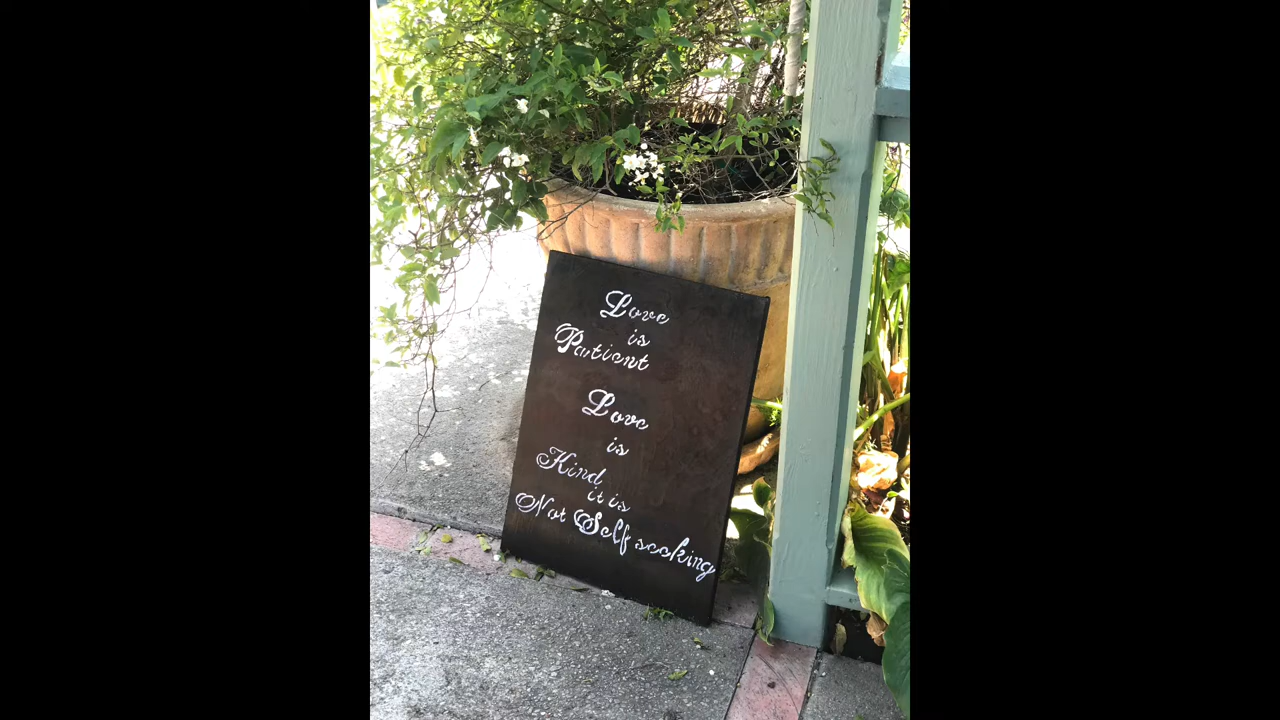 Love
is
Patient
Love
is
Kind
it is
Not Self seeking